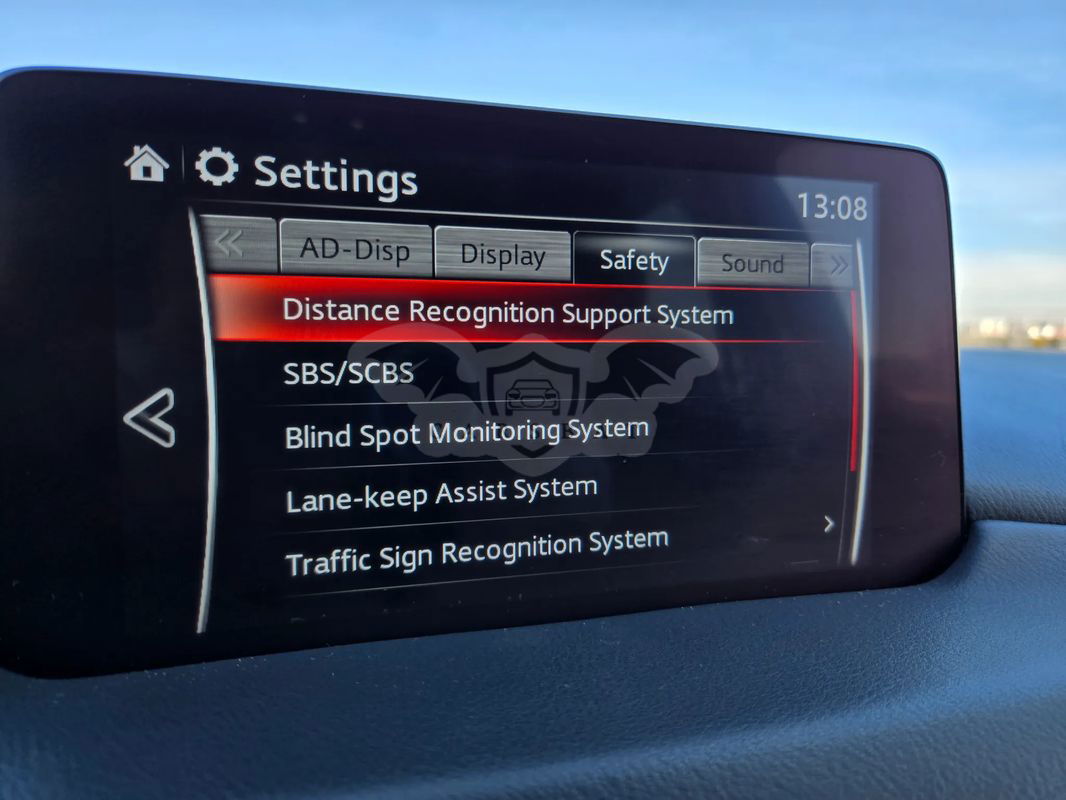 Settings
13:08
AD-Disp Display Safety Sound
Distance Recognition Support System
SBS/SCBS
Blind Spot Monitoring System
Lane-keep Assist System
Traffic Sign Recognition System